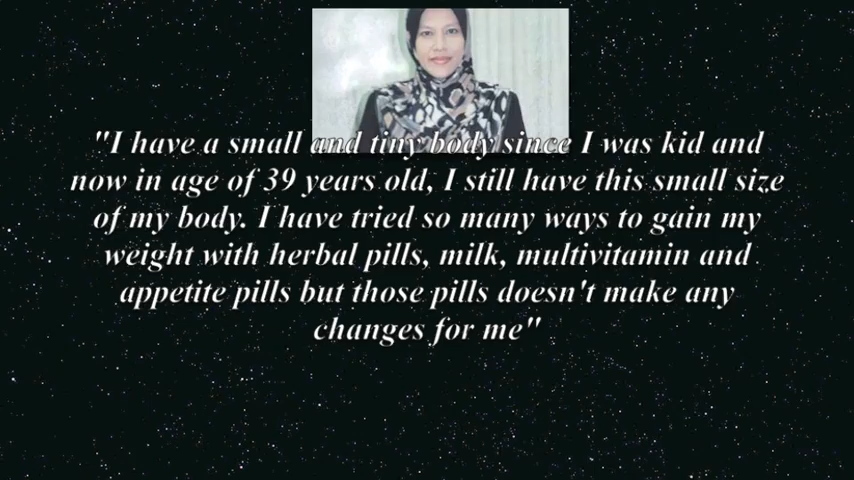 "I have a small and tiny body since I was kid and
now in age of 39 years old, I still have this small size
of my body. I have tried so many ways to gain my
weight with herbal pills, milk, multivitamin and
appetite pills but those pills doesn't make any
changes for me"